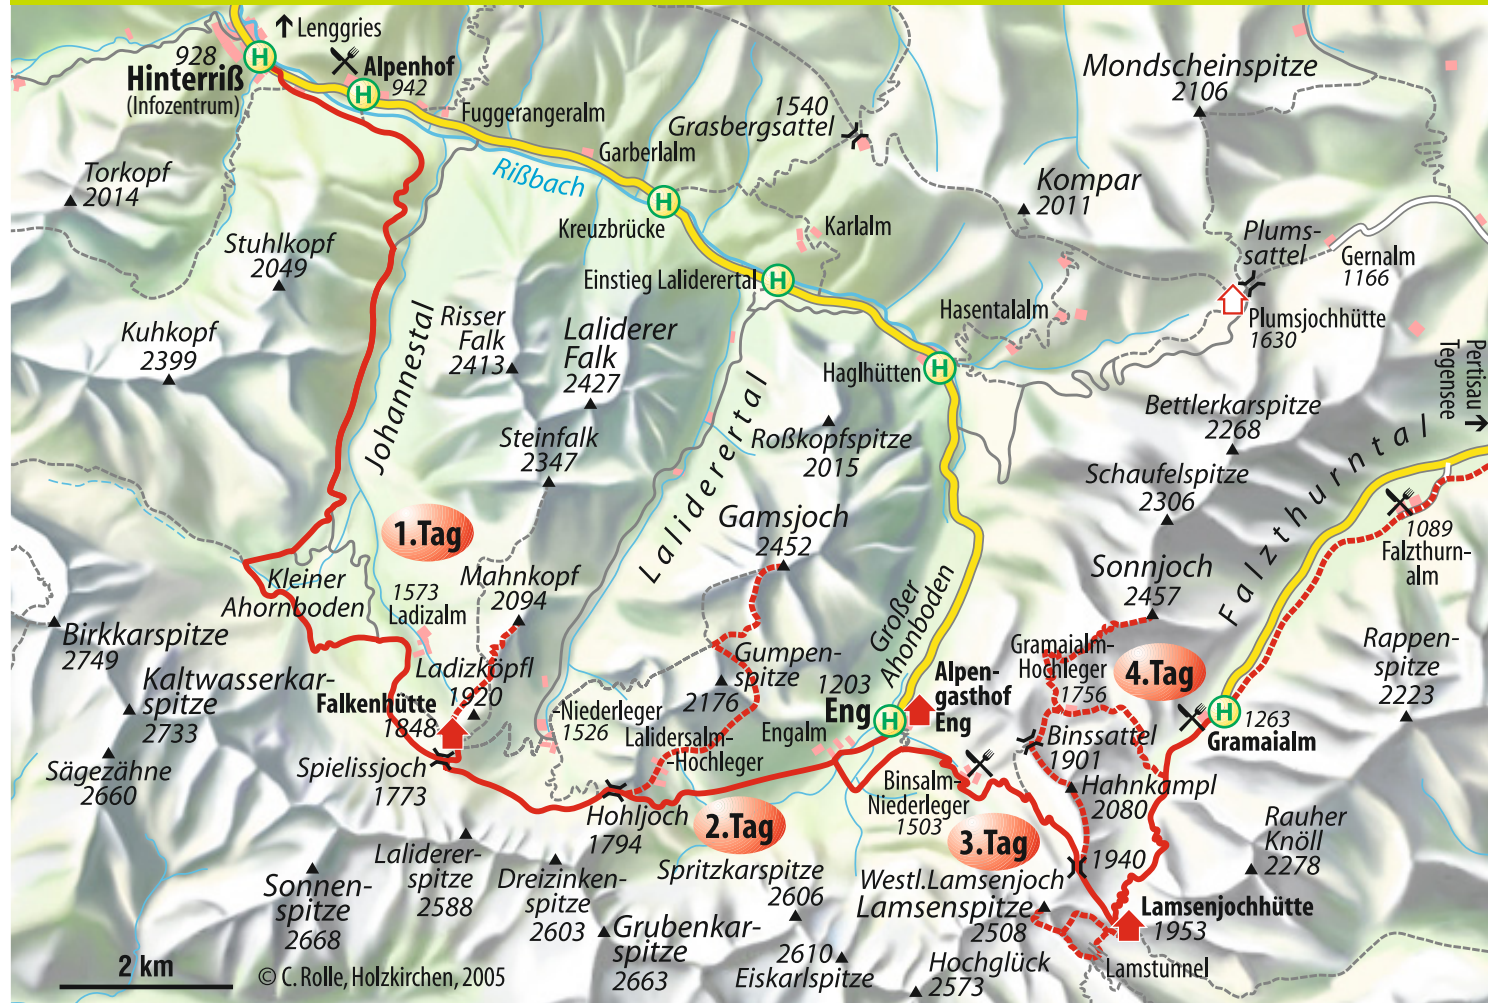 Lenggries
928
Hinterriß
(Infozentrum)
Alpenhof
942
Fuggerangeralm
Garberlalm
Rißbach
1540
Grasbergsattel
Mondscheinspitze
2106
Torkopf
2014
Stuhlkopf
2049
Kuhkopf
2399
Kreuzbrücke
Karlalm
Kompar
2011
Plums-
sattel
Gernalm
1166
Einstieg Laliderertal
Hasentalalm
Plumsjochhütte
1630
Pertisau
Tegensee
Johannestal
Risser
Falk
2413
Laliderer
Falk
2427
Steinfalk
2347
Laliderertal
Haglhütten
Roßkopfspitze
2015
Bettlerkarspitze
2268
Schaufelspitze
2306
Falzthurntal
1089
Falzthurn-
alm
1.Tag
Gamsjoch
2452
Sonnjoch
2457
Kleiner
Ahornboden
1573
Ladizalm
Mahnkopf
2094
Großer
Ahonboden
Birkkarspitze
2749
Kaltwasserkar-
spitze
2733
Sägezähne
2660
Ladizköpfl
1920
Falkenhütte
1848
Spielissjoch
1773
-Niederleger
1526
Lalidersalm-
-Hochleger
Gumpen-
spitze
2176
1203
Eng
Engalm
Alpen-
gasthof
Eng
Gramaialm-
Hochleger
1756
4.Tag
Rappen-
spitze
2223
1263
Gramaialm
Binssattel
1901
Hahnkampl
2080
Binsalm-
Niederleger
1503
Hohljoch
1794
2.Tag
3.Tag
Rauher
Knöll
2278
1940
Westl.Lamsenjoch
Lamsenspitze
2508
Lamsenjochhütte
1953
Lamstunnel
Hochglück
2573
Spritzkarspitze
2606
2610
Eiskarlspitze
Laliderer-
spitze
2588
Dreizinken-
spitze
2603
Grubenkar-
spitze
2663
Sonnen-
spitze
2668
2 km
© C. Rolle, Holzkirchen, 2005
H
H
H
H
H
H
H